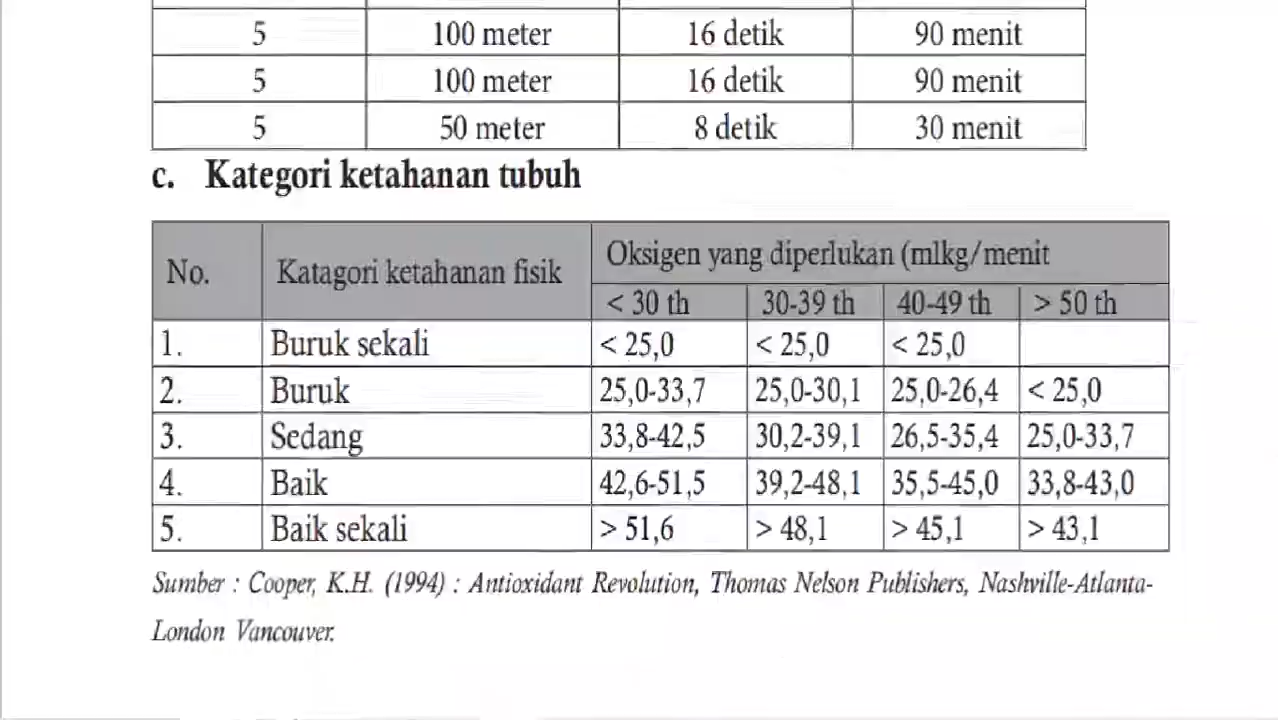 5 100 meter 16 detik 90 menit
5 100 meter 16 detik 90 menit
5 50 meter 8 detik 30 menit
c. Kategori ketahanan tubuh
No. Katagori ketahanan fisik Oksigen yang diperlukan (mlkg/menit
< 30 th 30-39 th 40-49 th > 50 th
1. Buruk sekali < 25,0 < 25,0 < 25,0
2. Buruk 25,0-33,7 25,0-30,1 25,0-26,4 < 25,0
3. Sedang 33,8-42,5 30,2-39,1 26,5-35,4 25,0-33,7
4. Baik 42,6-51,5 39,2-48,1 35,5-45,0 33,8-43,0
5. Baik sekali > 51,6 > 48,1 > 45,1 > 43,1
Sumber : Cooper, K.H. (1994) : Antioxidant Revolution, Thomas Nelson Publishers, Nashville-Atlanta-
London Vancouver.